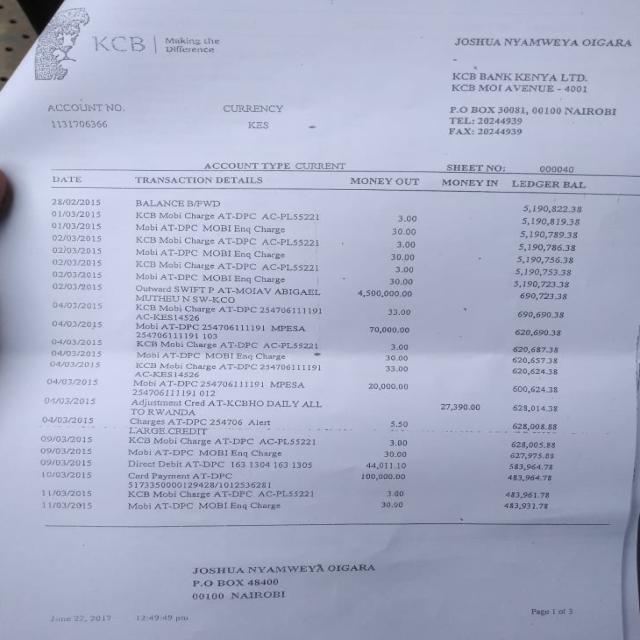 KCB
Making the
Difference
JOSHUA NYAMWEYA OIGARA
KCB BANK KENYA LTD.
KCB MOI AVENUE - 4001
ACCOUNT NO. CURRENCY
1131706366 KES
P.O BOX 30081, 00100 NAIROBI
TEL: 20244939
FAX: 20244939
ACCOUNT TYPE CURRENT SHEET NO: 000040
DATE TRANSACTION DETAILS MONEY OUT MONEY IN LEDGER BAL
28/02/2015 BALANCE B/FWD 5,190,822.38
01/03/2015 KCB Mobi Charge AT-DPC AC-PL55221 3.00 5,190,819.38
01/03/2015 Mobi AT-DPC MOBI Enq Charge 30.00 5,190,789.38
02/03/2015 KCB Mobi Charge AT-DPC AC-PL55221 3.00 5,190,786.38
02/03/2015 Mobi AT-DPC MOBI Enq Charge 30.00 5,190,756.38
02/03/2015 KCB Mobi Charge AT-DPC AC-PL55221 3.00 5,190,753.38
02/03/2015 Mobi AT-DPC MOBI Enq Charge 30.00 5,190,723.38
02/03/2015 Outward SWIFT P AT-MOIAV ABIGAEL 4,500,000.00 690,723.38
MUTHEU N SW-KCO
04/03/2015 KCB Mobi Charge AT-DPC 254706111191 33.00 690,690.38
AC-KES14526
04/03/2015 Mobi AT-DPC 254706111191 MPESA 70,000.00 620,690.38
254706111191 103
04/03/2015 KCB Mobi Charge AT-DPC AC-PL55221 3.00 620,687.38
04/03/2015 Mobi AT-DPC MOBI Enq Charge 30.00 620,657.38
04/03/2015 KCB Mobi Charge AT-DPC 254706111191 33.00 620,624.38
AC-KES14526
04/03/2015 Mobi AT-DPC 254706111191 MPESA 20,000.00 600,624.38
254706111191 012
04/03/2015 Adjustment Cred AT-KCBHO DAILY ALL 27,390.00 628,014.38
TO RWANDA
04/03/2015 Charges AT-DPC 254706 Alert 5.50 628,008.88
LARGE CREDIT
09/03/2015 KCB Mobi Charge AT-DPC AC-PL55221 3.00 628,005.88
09/03/2015 Mobi AT-DPC MOBI Enq Charge 30.00 627,975.88
09/03/2015 Direct Debit AT-DPC 163 1304 163 1305 44,011.10 583,964.78
10/03/2015 Card Payment AT-DPC 100,000.00 483,964.78
5173350000129428/1012536281
11/03/2015 KCB Mobi Charge AT-DPC AC-PL55221 3.00 483,961.78
11/03/2015 Mobi AT-DPC MOBI Enq Charge 30.00 483,931.78
JOSHUA NYAMWEYA OIGARA
P.O BOX 48400
00100 NAIROBI
June 22, 2017 12:49:49 pm Page 1 of 3